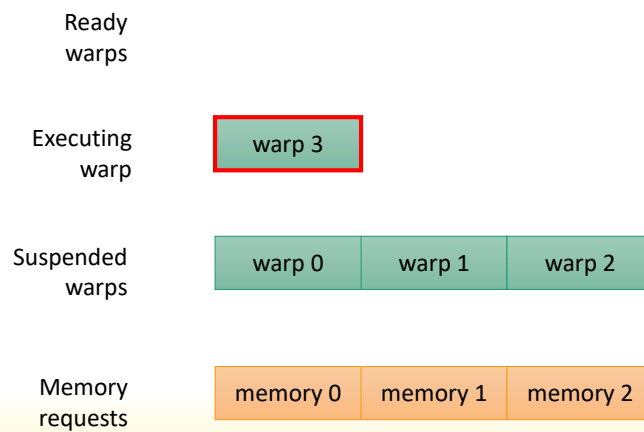 Ready
warps
Executing
warp
warp 3
Suspended
warps
warp 0 warp 1 warp 2
Memory
requests
memory 0 memory 1 memory 2